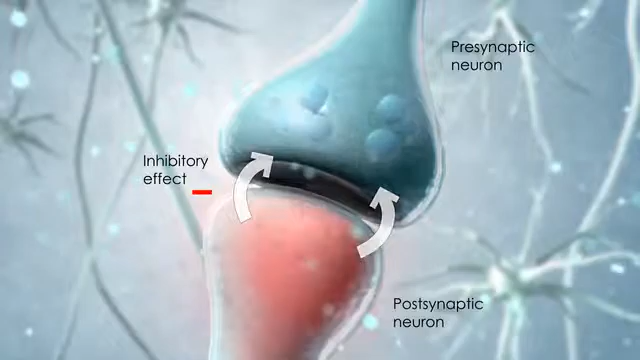 Presynaptic
neuron
Inhibitory
effect
Postsynaptic
neuron